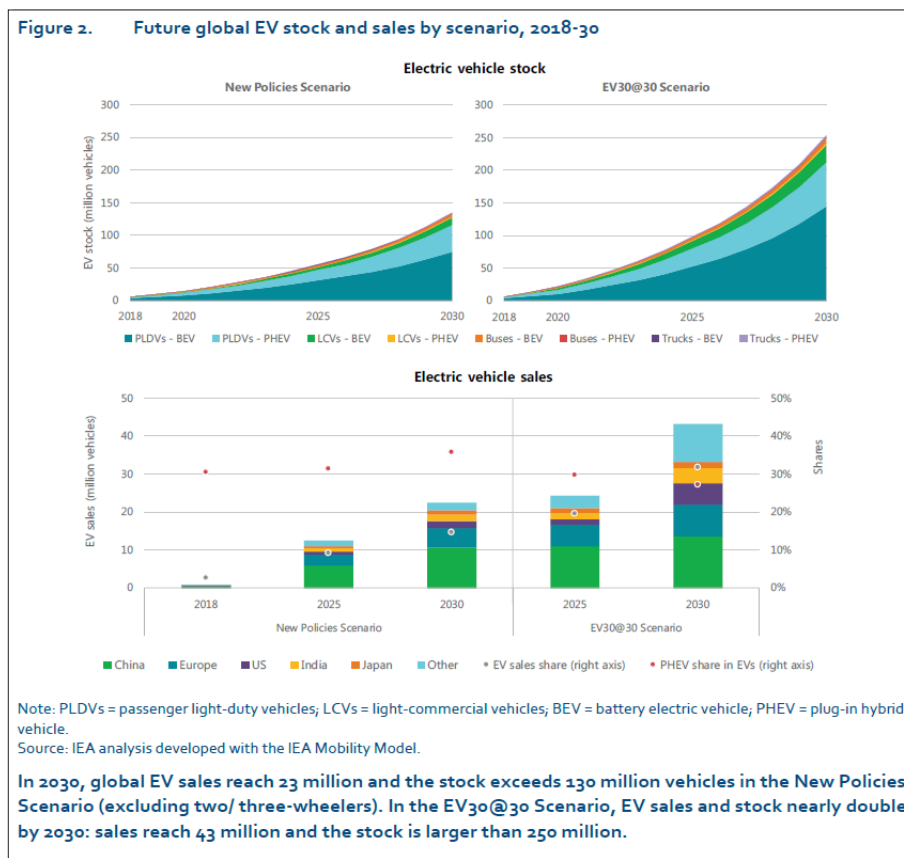 Figure 2. Future global EV stock and sales by scenario, 2018-30
Electric vehicle stock
New Policies Scenario
EV30@30 Scenario
EV stock (million vehicles)
300
250
200
150
100
50
0
2018 2020 2025 2030
300
250
200
150
100
50
0
2018 2020 2025 2030
PLDVs - BEV PLDVs - PHEV LCVs - BEV LCVs - PHEV Buses - BEV Buses - PHEV Trucks - BEV Trucks - PHEV
Electric vehicle sales
EV sales (million vehicles)
50
40
30
20
10
0
50%
40%
30%
20%
10%
0%
Shares
2018 2025 2030 2025 2030
New Policies Scenario EV30@30 Scenario
China Europe US India Japan Other EV sales share (right axis) PHEV share in EVs (right axis)
Note: PLDVs = passenger light-duty vehicles; LCVs = light-commercial vehicles; BEV = battery electric vehicle; PHEV = plug-in hybrid
vehicle.
Source: IEA analysis developed with the IEA Mobility Model.
In 2030, global EV sales reach 23 million and the stock exceeds 130 million vehicles in the New Policies
Scenario (excluding two/ three-wheelers). In the EV30@30 Scenario, EV sales and stock nearly double
by 2030: sales reach 43 million and the stock is larger than 250 million.